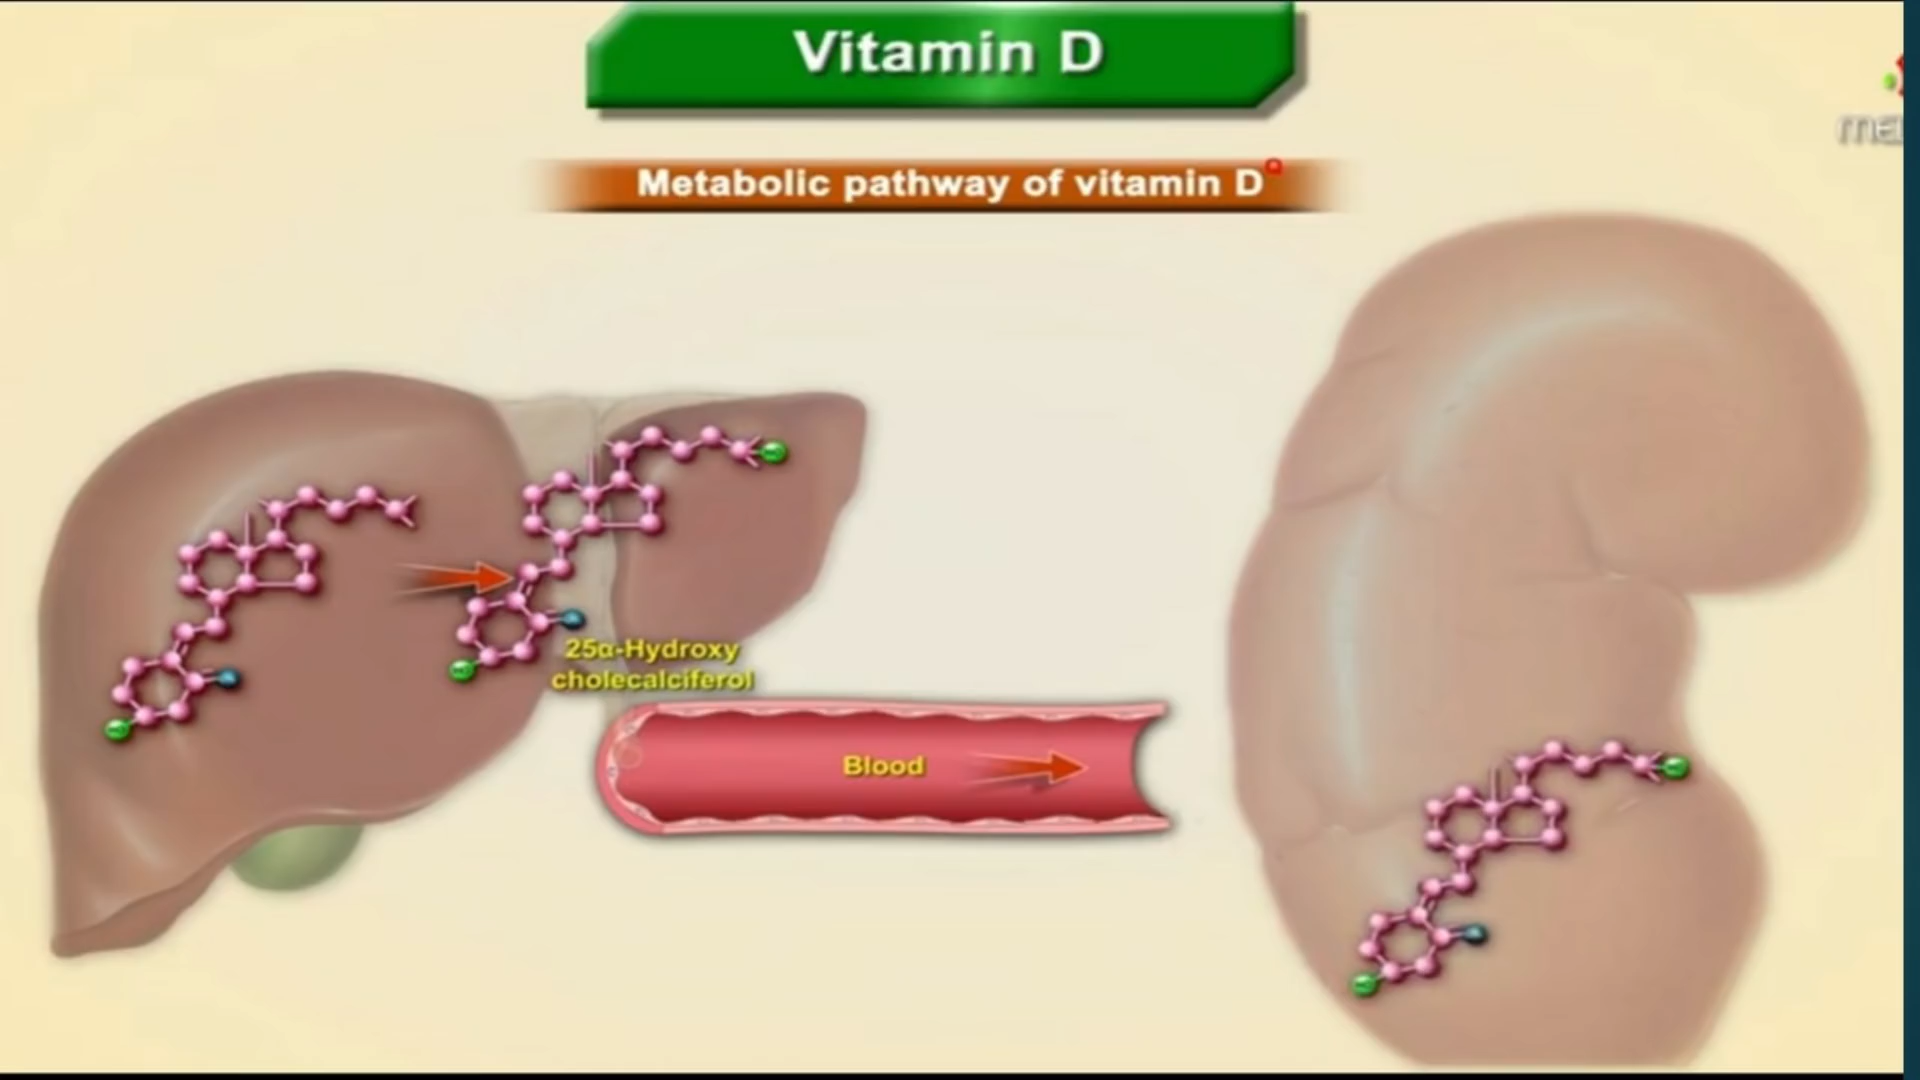 Vitamin D
Metabolic pathway of vitamin D
25α-Hydroxy
cholecalciferol
Blood